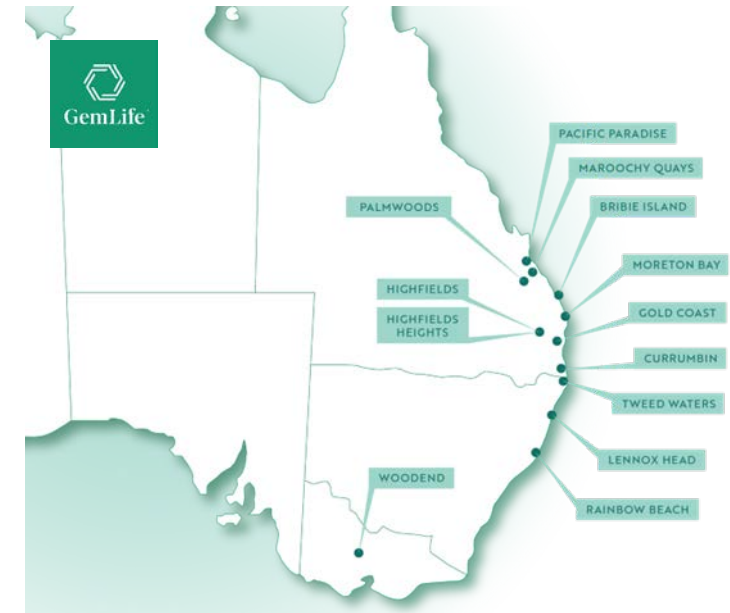 GemLife
PACIFIC PARADISE
MAROOCHY QUAYS
PALMWOODS
BRIBIE ISLAND
MORETON BAY
HIGHFIELDS
GOLD COAST
HIGHFIELDS
HEIGHTS
CURRUMBIN
TWEED WATERS
LENNOX HEAD
WOODEND
RAINBOW BEACH